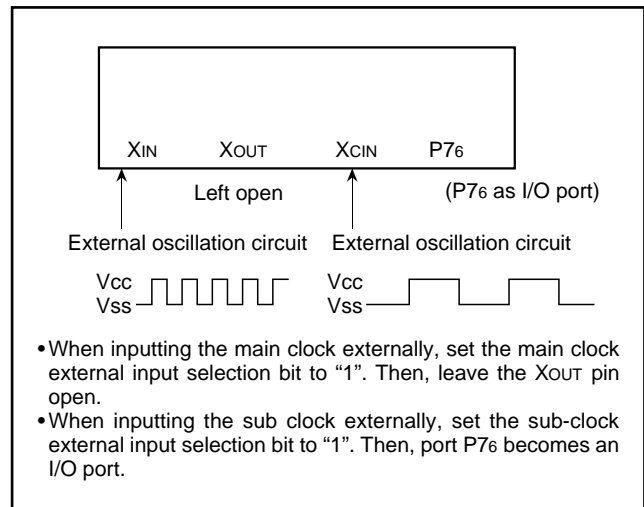 XIN XOUT XCIN P76
Left open (P76 as I/O port)
External oscillation circuit External oscillation circuit
Vcc Vcc
Vss Vss
•When inputting the main clock externally, set the main clock
external input selection bit to “1”. Then, leave the XOUT pin
open.
•When inputting the sub clock externally, set the sub-clock
external input selection bit to “1”. Then, port P76 becomes an
I/O port.